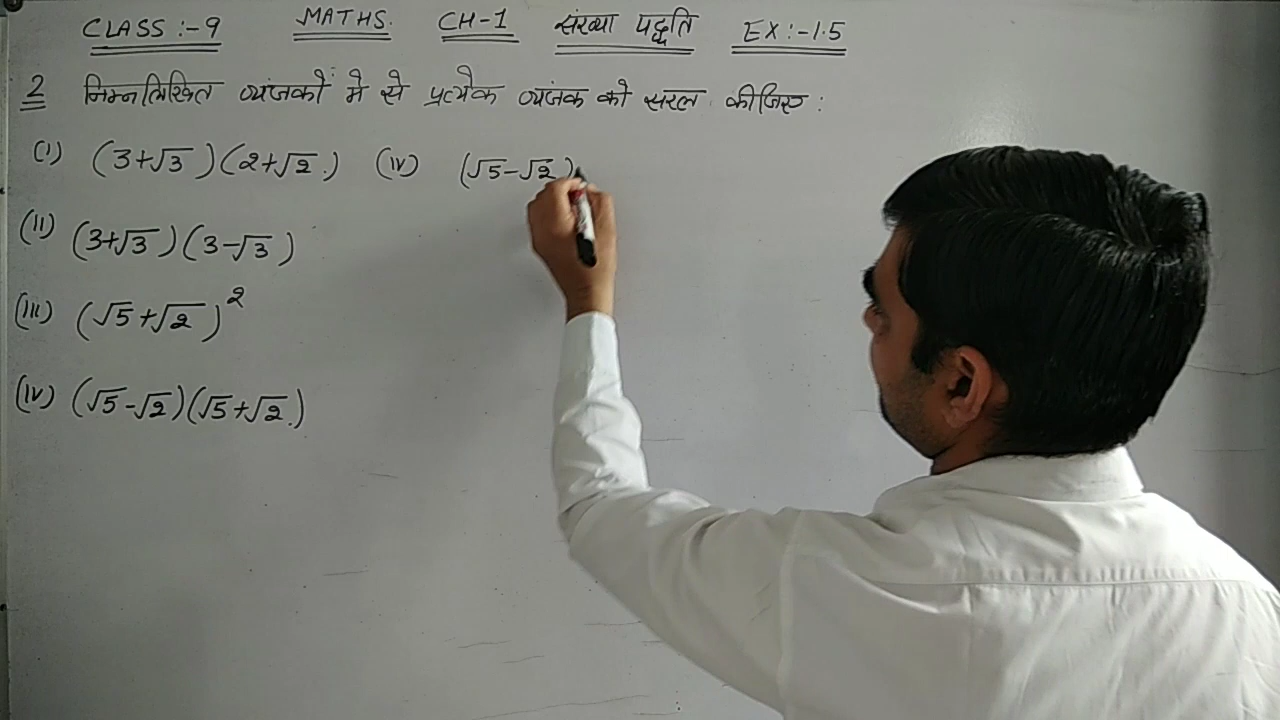 CLASS :- 9 MATHS. CH-1 संख्या पद्धति EX:-1.5
2 निम्नलिखित व्यंजकों में से प्रत्येक व्यंजक को सरल कीजिए :
(I) (3+√3)(2+√2) (IV) (√5-√2)
(II) (3+√3)(3-√3)
(III) (√5+√2)²
(IV) (√5-√2)(√5+√2)